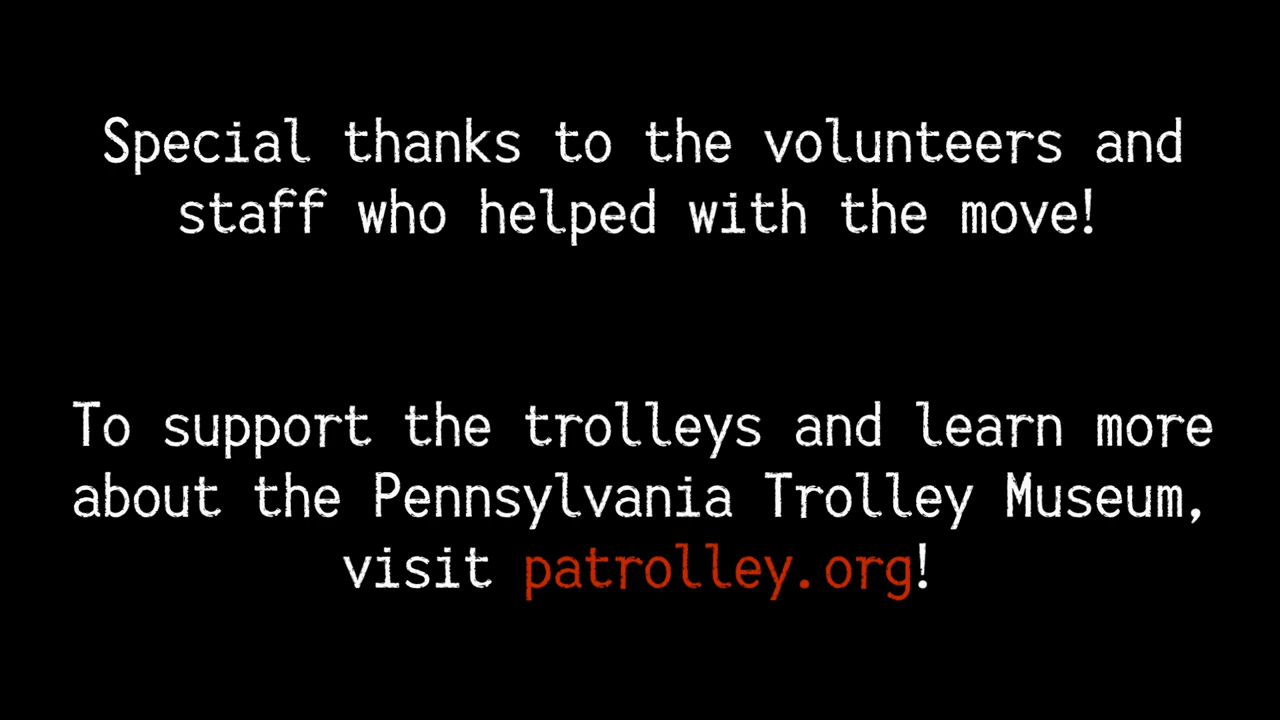 Special thanks to the volunteers and
staff who helped with the move!
To support the trolleys and learn more
about the Pennsylvania Trolley Museum,
visit patrolley.org!